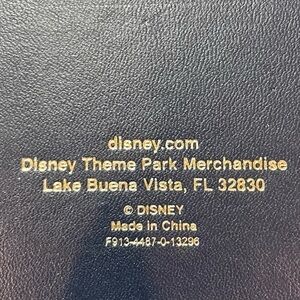 disney.com
Disney Theme Park Merchandise
Lake Buena Vista, FL 32830
© DISNEY
Made in China
F913-4487-0-13296